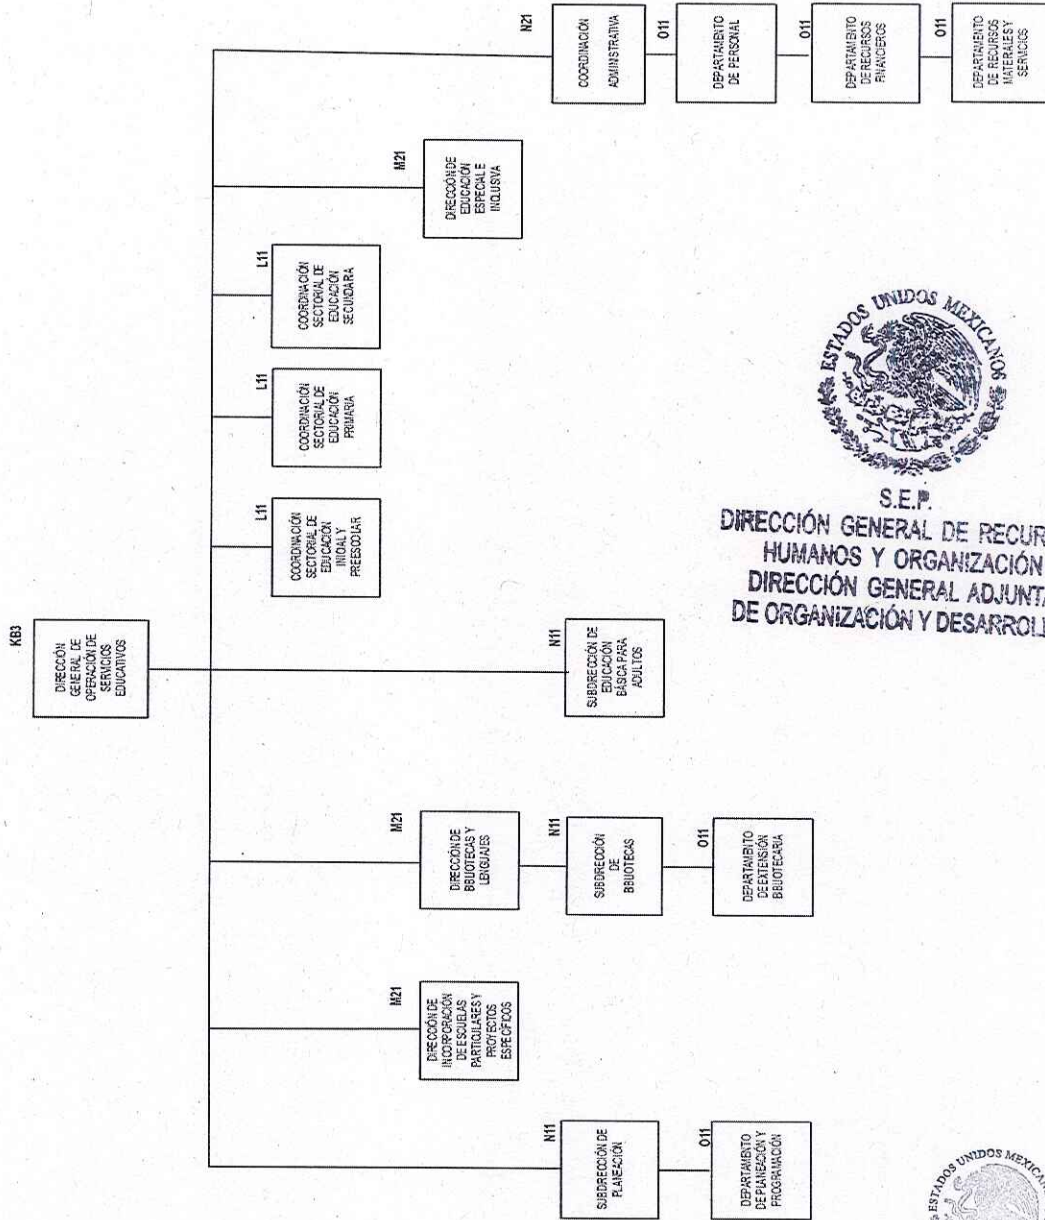 KB3
DIRECCIÓN
GENERAL DE
OPERACIÓN DE
SERVICIOS
EDUCATIVOS
N11
SUBDIRECCIÓN DE
PLANEACIÓN
O11
DEPARTAMENTO
DE PLANEACIÓN Y
PROGRAMACIÓN
M21
DIRECCIÓN DE
INCORPORACIÓN
DE ESCUELAS
PARTICULARES Y
PROYECTOS
ESPECÍFICOS
M21
DIRECCIÓN DE
BIBLIOTECAS Y
LENGUAJES
N11
SUBDIRECCIÓN
DE
BIBLIOTECAS
O11
DEPARTAMENTO
DE EXTENSIÓN
BIBLIOTECARIA
N11
SUBDIRECCIÓN DE
EDUCACIÓN
BÁSICA PARA
ADULTOS
L11
COORDINACIÓN
SECTORIAL DE
EDUCACIÓN
INICIAL Y
PREESCOLAR
L11
COORDINACIÓN
SECTORIAL DE
EDUCACIÓN
PRIMARIA
L11
COORDINACIÓN
SECTORIAL DE
EDUCACIÓN
SECUNDARIA
M21
DIRECCIÓN DE
EDUCACIÓN
ESPECIAL E
INCLUSIVA
N21
COORDINACIÓN
ADMINISTRATIVA
O11
DEPARTAMENTO
DE PERSONAL
O11
DEPARTAMENTO
DE RECURSOS
FINANCIEROS
O11
DEPARTAMENTO
DE RECURSOS
MATERIALES Y
SERVICIOS
ESTADOS UNIDOS MEXICANOS
S.E.P.
DIRECCIÓN GENERAL DE RECUR
HUMANOS Y ORGANIZACIÓN
DIRECCIÓN GENERAL ADJUNTA
DE ORGANIZACIÓN Y DESARROLL
ESTADOS UNIDOS MEXICAN